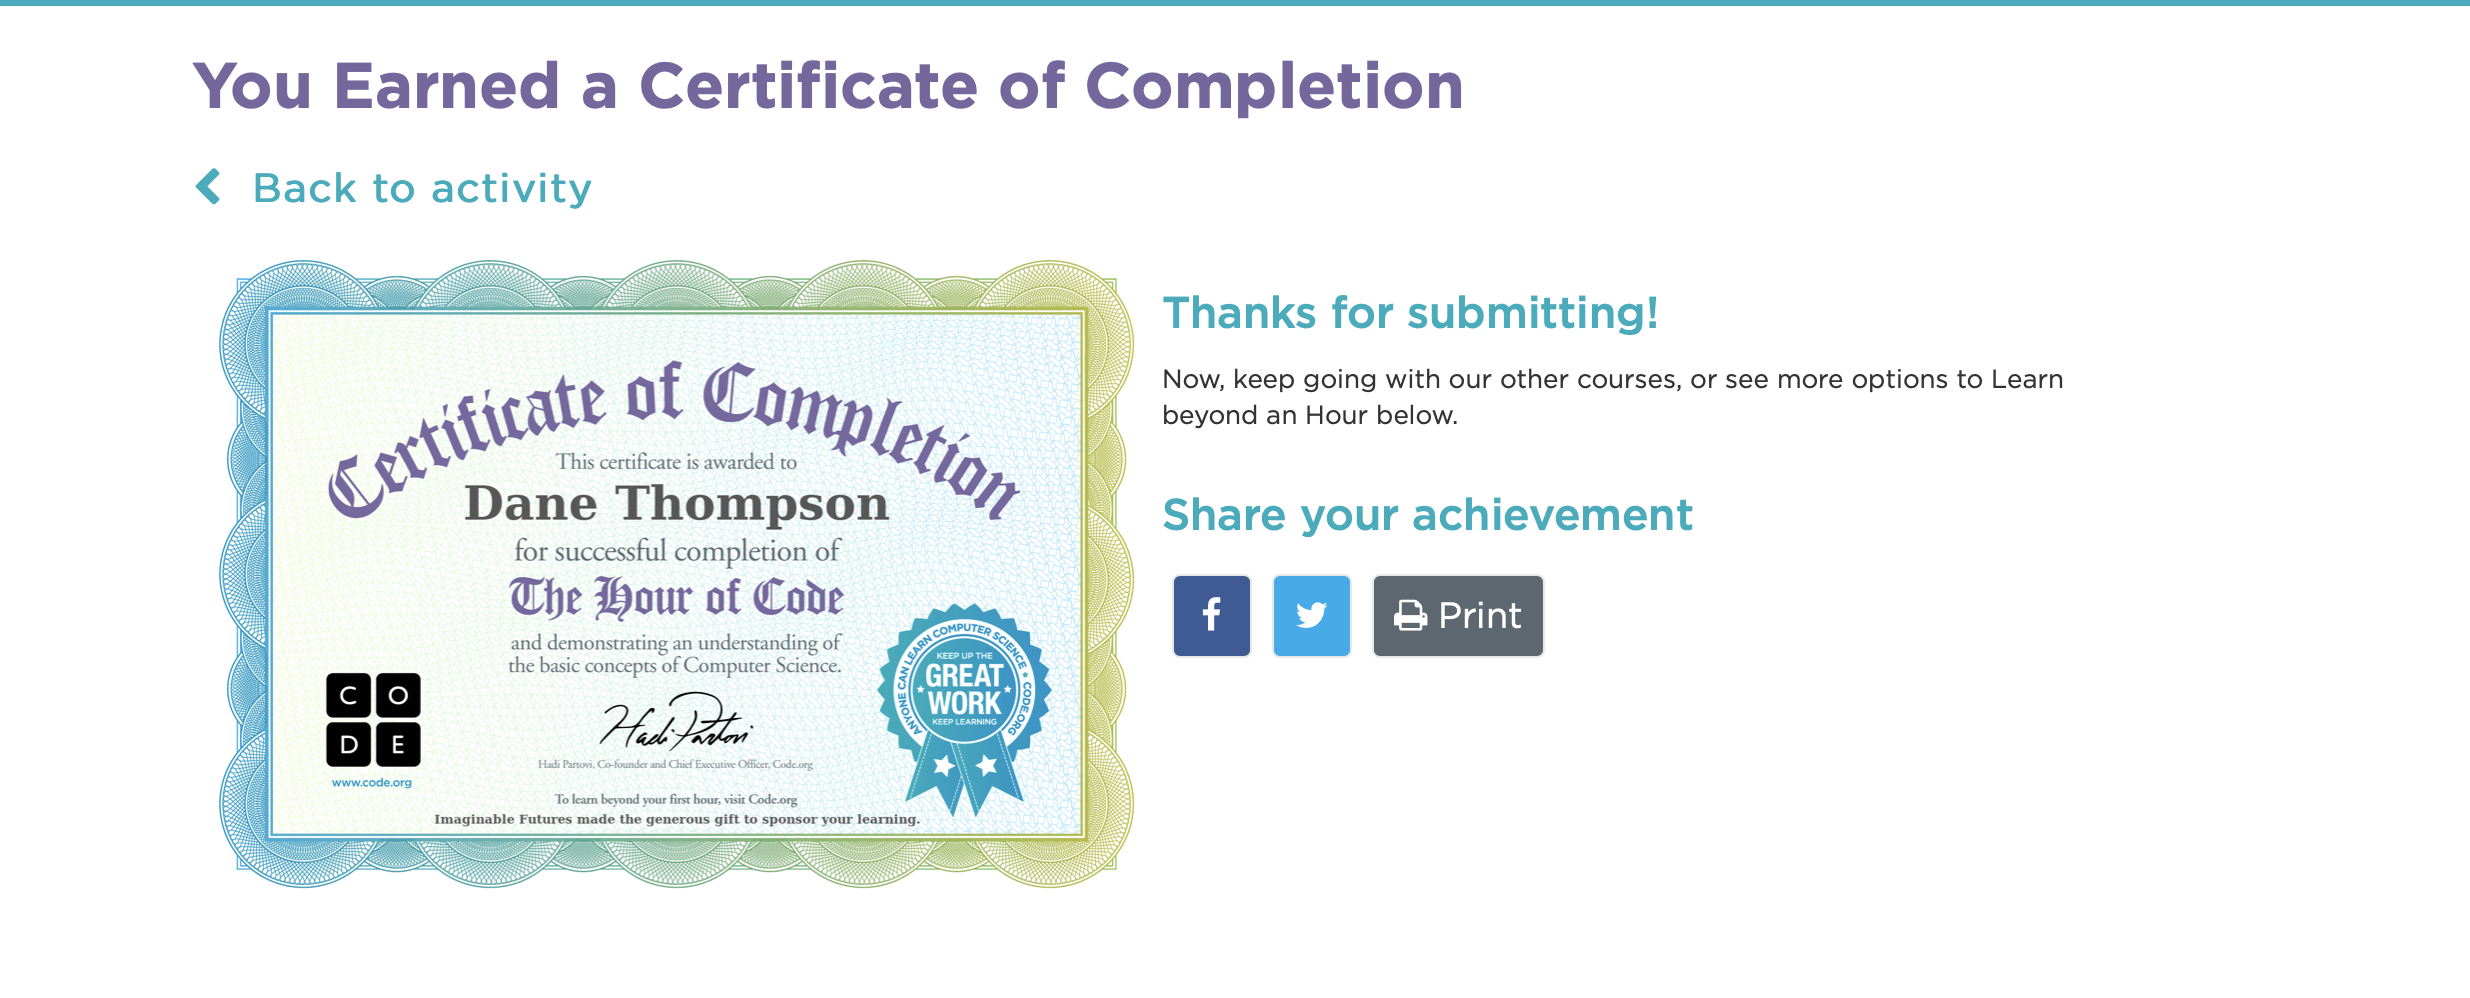 You Earned a Certificate of Completion
Back to activity
Certificate of Completion
This certificate is awarded to
Dane Thompson
for successful completion of
The Hour of Code
and demonstrating an understanding of
the basic concepts of Computer Science.
Hadi Partovi
Hadi Partovi, Co-founder and Chief Executive Officer, Code.org
To learn beyond your first hour, visit Code.org
Imaginable Futures made the generous gift to sponsor your learning.
C O
D E
www.code.org
ANYONE CAN LEARN COMPUTER SCIENCE ★ CODE.ORG
KEEP UP THE
GREAT
WORK
KEEP LEARNING
Thanks for submitting!
Now, keep going with our other courses, or see more options to Learn
beyond an Hour below.
Share your achievement
f
Print